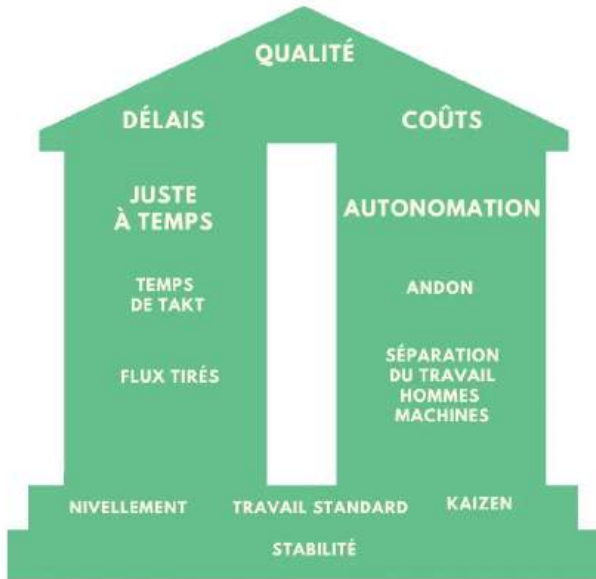 QUALITÉ
DÉLAIS
COÛTS
JUSTE
À TEMPS
TEMPS
DE TAKT
FLUX TIRÉS
AUTONOMATION
ANDON
SÉPARATION
DU TRAVAIL
HOMMES
MACHINES
NIVELLEMENT
TRAVAIL STANDARD
KAIZEN
STABILITÉ